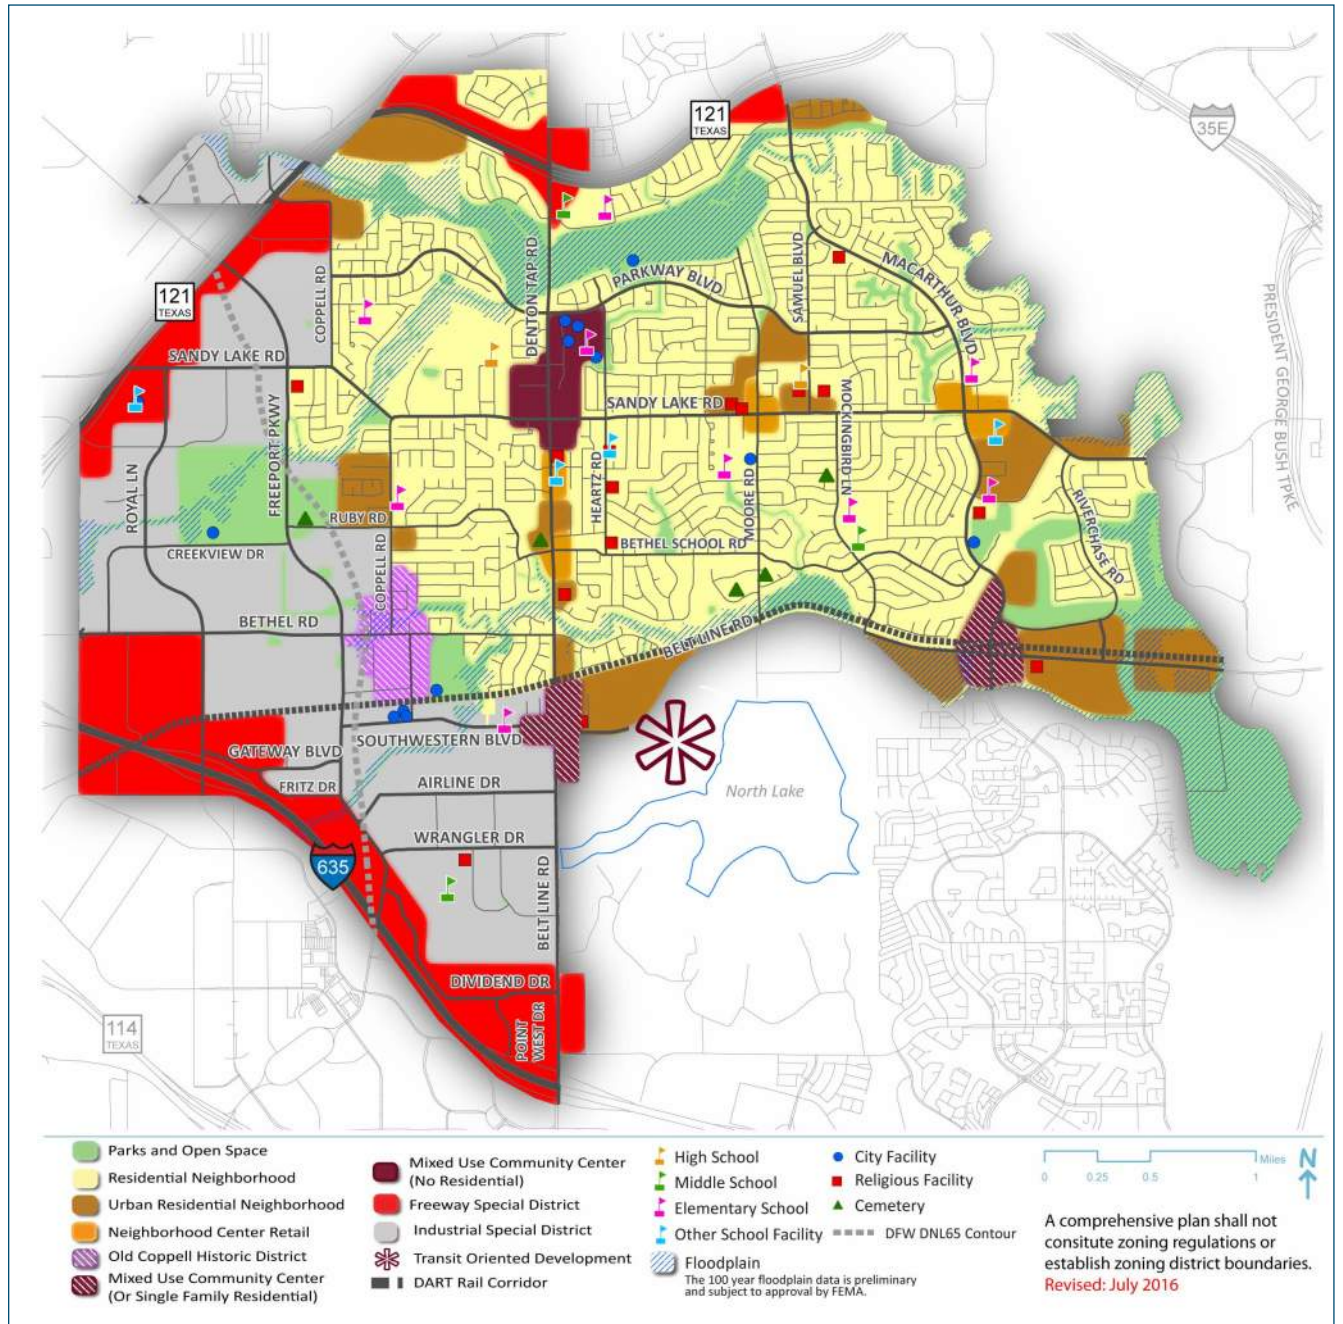 121
TEXAS
35E
121
TEXAS
DENTON TAP RD
PARKWAY BLVD
SAMUEL BLVD
MACARTHUR BLVD
COPPELL RD
SANDY LAKE RD
PRESIDENT GEORGE BUSH TPKE
ROYAL LN
FREEPORT PKWY
SANDY LAKE RD
HEARTZ RD
MOORE RD
MOCKINGBIRD LN
RIVERCHASE RD
RUBY RD
CREEKVIEW DR
COPPELL RD
BETHEL SCHOOL RD
BETHEL RD
BELT LINE RD
GATEWAY BLVD
SOUTHWESTERN BLVD
FRITZ DR
AIRLINE DR
North Lake
WRANGLER DR
635
BELT LINE RD
DIVIDEND DR
POINT
WEST DR
114
TEXAS
Parks and Open Space
Residential Neighborhood
Urban Residential Neighborhood
Neighborhood Center Retail
Old Coppell Historic District
Mixed Use Community Center
(Or Single Family Residential)
Mixed Use Community Center
(No Residential)
Freeway Special District
Industrial Special District
Transit Oriented Development
DART Rail Corridor
High School
Middle School
Elementary School
Other School Facility
Floodplain
The 100 year floodplain data is preliminary
and subject to approval by FEMA.
City Facility
Religious Facility
Cemetery
DFW DNL65 Contour
Miles
0 0.25 0.5 1
N
A comprehensive plan shall not
consitute zoning regulations or
establish zoning district boundaries.
Revised: July 2016